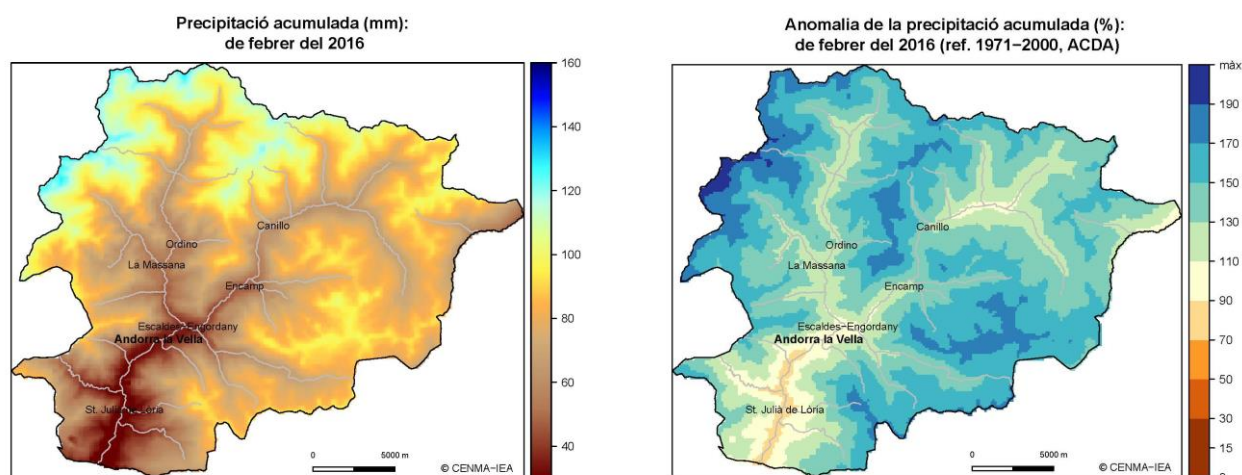 Precipitació acumulada (mm):
de febrer del 2016
160
140
120
100
80
60
40
Ordino
Canillo
La Massana
Encamp
Escaldes-Engordany
Andorra la Vella
St. Julià de Lòria
0
5000 m
© CENMA-IEA
Anomalia de la precipitació acumulada (%):
de febrer del 2016 (ref. 1971-2000, ACDA)
màx
190
170
150
130
110
90
70
50
30
15
0
Ordino
Canillo
La Massana
Encamp
Escaldes-Engordany
Andorra la Vella
St. Julià de Lòria
0
5000 m
© CENMA-IEA